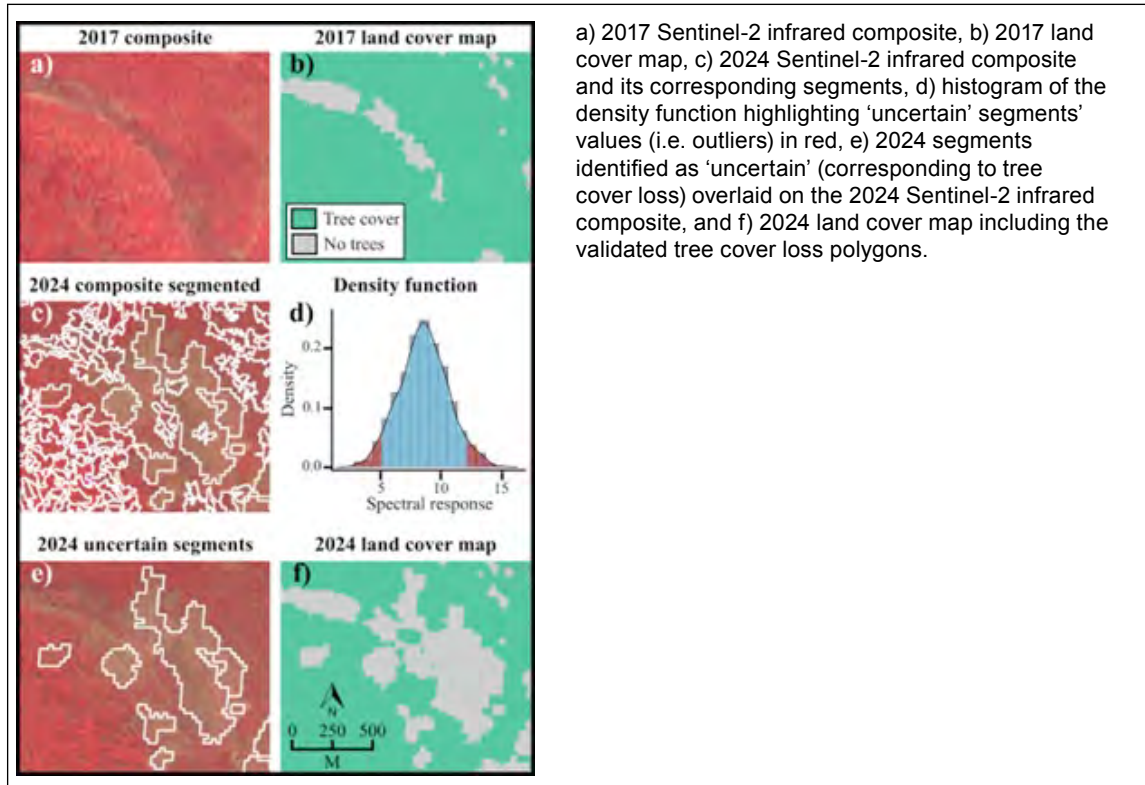 2017 composite
2017 land cover map
a)
b)
Tree cover
No trees
2024 composite segmented
Density function
c)
d)
0.2
0.1
0.0
Density
5
10
15
Spectral response
2024 uncertain segments
2024 land cover map
e)
f)
N
0 250 500
M
a) 2017 Sentinel-2 infrared composite, b) 2017 land
cover map, c) 2024 Sentinel-2 infrared composite
and its corresponding segments, d) histogram of the
density function highlighting ‘uncertain’ segments’
values (i.e. outliers) in red, e) 2024 segments
identified as ‘uncertain’ (corresponding to tree
cover loss) overlaid on the 2024 Sentinel-2 infrared
composite, and f) 2024 land cover map including the
validated tree cover loss polygons.